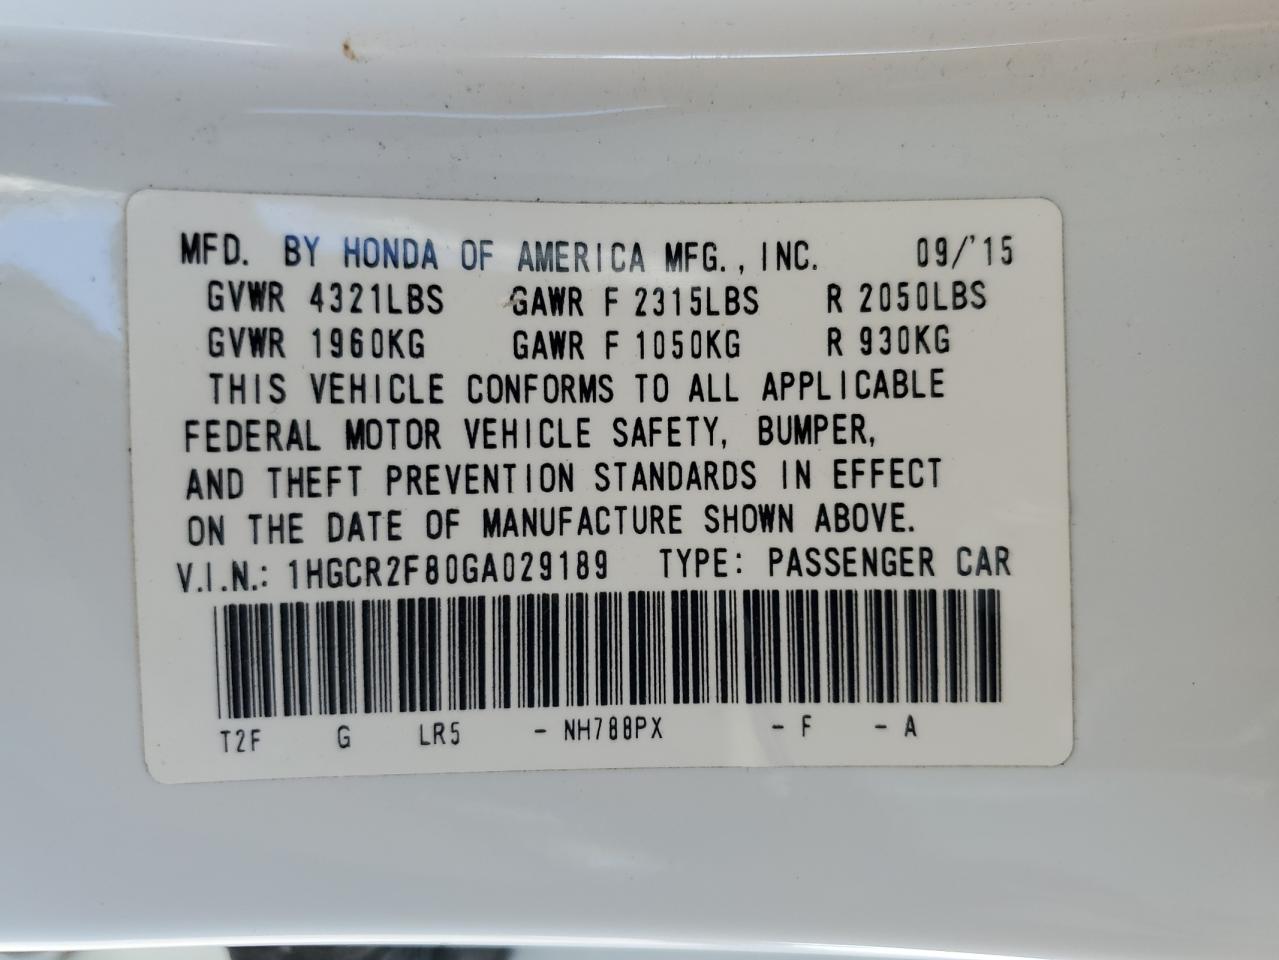 MFD. BY HONDA OF AMERICA MFG., INC. 09/'15
GVWR 4321LBS GAWR F 2315LBS R 2050LBS
GVWR 1960KG GAWR F 1050KG R 930KG
THIS VEHICLE CONFORMS TO ALL APPLICABLE
FEDERAL MOTOR VEHICLE SAFETY, BUMPER,
AND THEFT PREVENTION STANDARDS IN EFFECT
ON THE DATE OF MANUFACTURE SHOWN ABOVE.
V.I.N.: 1HGCR2F80GA029189 TYPE: PASSENGER CAR
T2F G LR5 - NH788PX - F - A